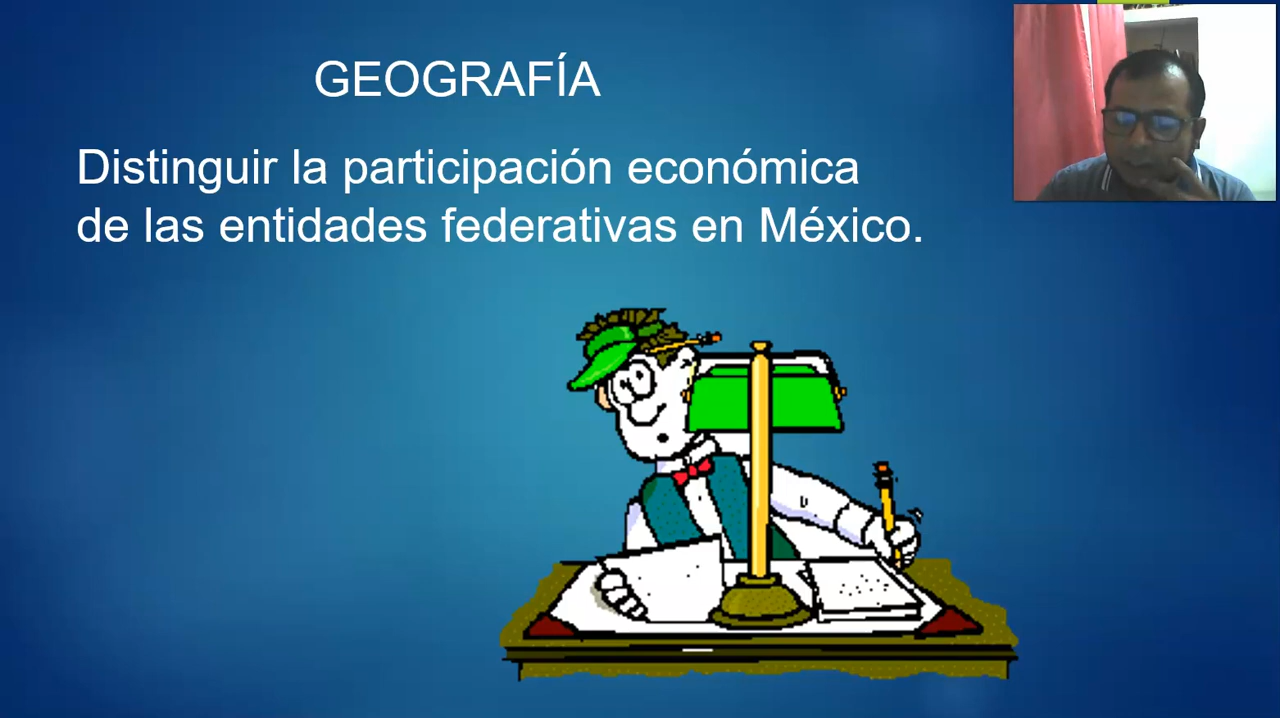 GEOGRAFÍA
Distinguir la participación económica
de las entidades federativas en México.